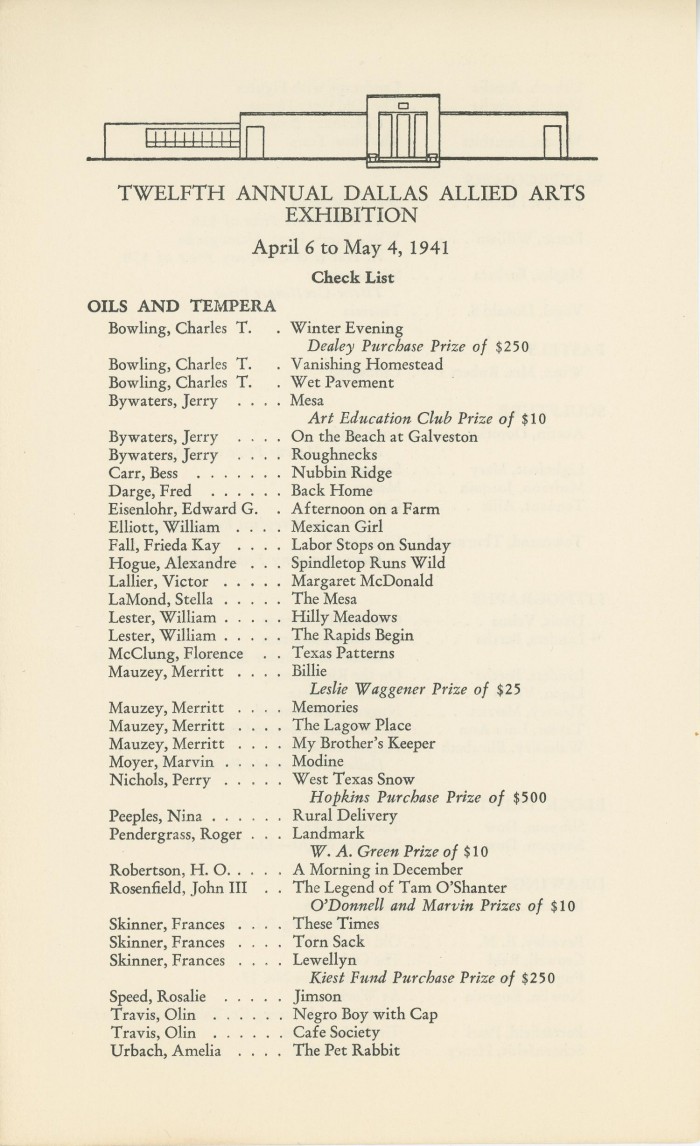 TWELFTH ANNUAL DALLAS ALLIED ARTS
EXHIBITION
April 6 to May 4, 1941
Check List
OILS AND TEMPERA
Bowling, Charles T. . Winter Evening
Dealey Purchase Prize of $250
Bowling, Charles T. . Vanishing Homestead
Bowling, Charles T. . Wet Pavement
Bywaters, Jerry . . . . Mesa
Art Education Club Prize of $10
Bywaters, Jerry . . . . On the Beach at Galveston
Bywaters, Jerry . . . . Roughnecks
Carr, Bess . . . . . . . Nubbin Ridge
Darge, Fred . . . . . . Back Home
Eisenlohr, Edward G. . Afternoon on a Farm
Elliott, William . . . . Mexican Girl
Fall, Frieda Kay . . . . Labor Stops on Sunday
Hogue, Alexandre . . . Spindletop Runs Wild
Lallier, Victor . . . . . Margaret McDonald
LaMond, Stella . . . . . The Mesa
Lester, William . . . . . Hilly Meadows
Lester, William . . . . . The Rapids Begin
McClung, Florence . . Texas Patterns
Mauzey, Merritt . . . . Billie
Leslie Waggener Prize of $25
Mauzey, Merritt . . . . Memories
Mauzey, Merritt . . . . The Lagow Place
Mauzey, Merritt . . . . My Brother's Keeper
Moyer, Marvin . . . . . Modine
Nichols, Perry . . . . . West Texas Snow
Hopkins Purchase Prize of $500
Peeples, Nina . . . . . . Rural Delivery
Pendergrass, Roger . . . Landmark
W. A. Green Prize of $10
Robertson, H. O. . . . . A Morning in December
Rosenfield, John III . . The Legend of Tam O'Shanter
O'Donnell and Marvin Prizes of $10
Skinner, Frances . . . . These Times
Skinner, Frances . . . . Torn Sack
Skinner, Frances . . . . Lewellyn
Kiest Fund Purchase Prize of $250
Speed, Rosalie . . . . . Jimson
Travis, Olin . . . . . . Negro Boy with Cap
Travis, Olin . . . . . . Cafe Society
Urbach, Amelia . . . . The Pet Rabbit